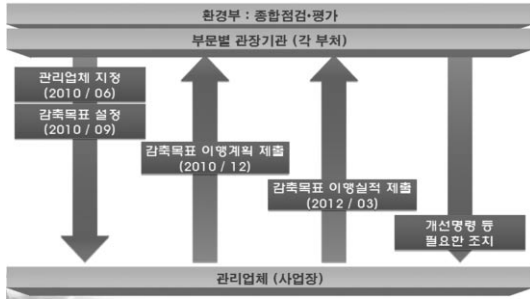 환경부 : 종합점검·평가
부문별 관장기관 (각 부처)
관리업체 지정
(2010 / 06)
감축목표 설정
(2010 / 09)
감축목표 이행계획 제출
(2010 / 12)
감축목표 이행실적 제출
(2012 / 03)
개선명령 등
필요한 조치
관리업체 (사업장)